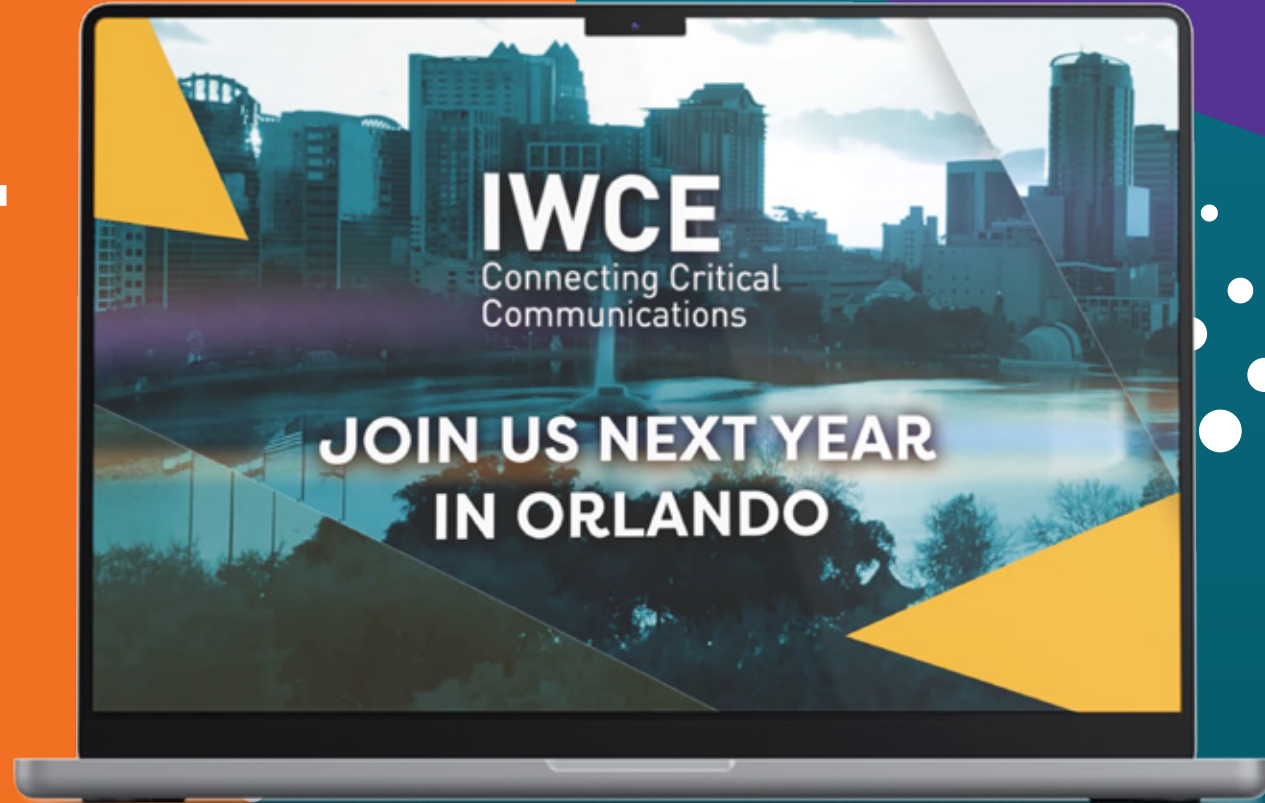 IWCE
Connecting Critical
Communications
JOIN US NEXT YEAR
IN ORLANDO